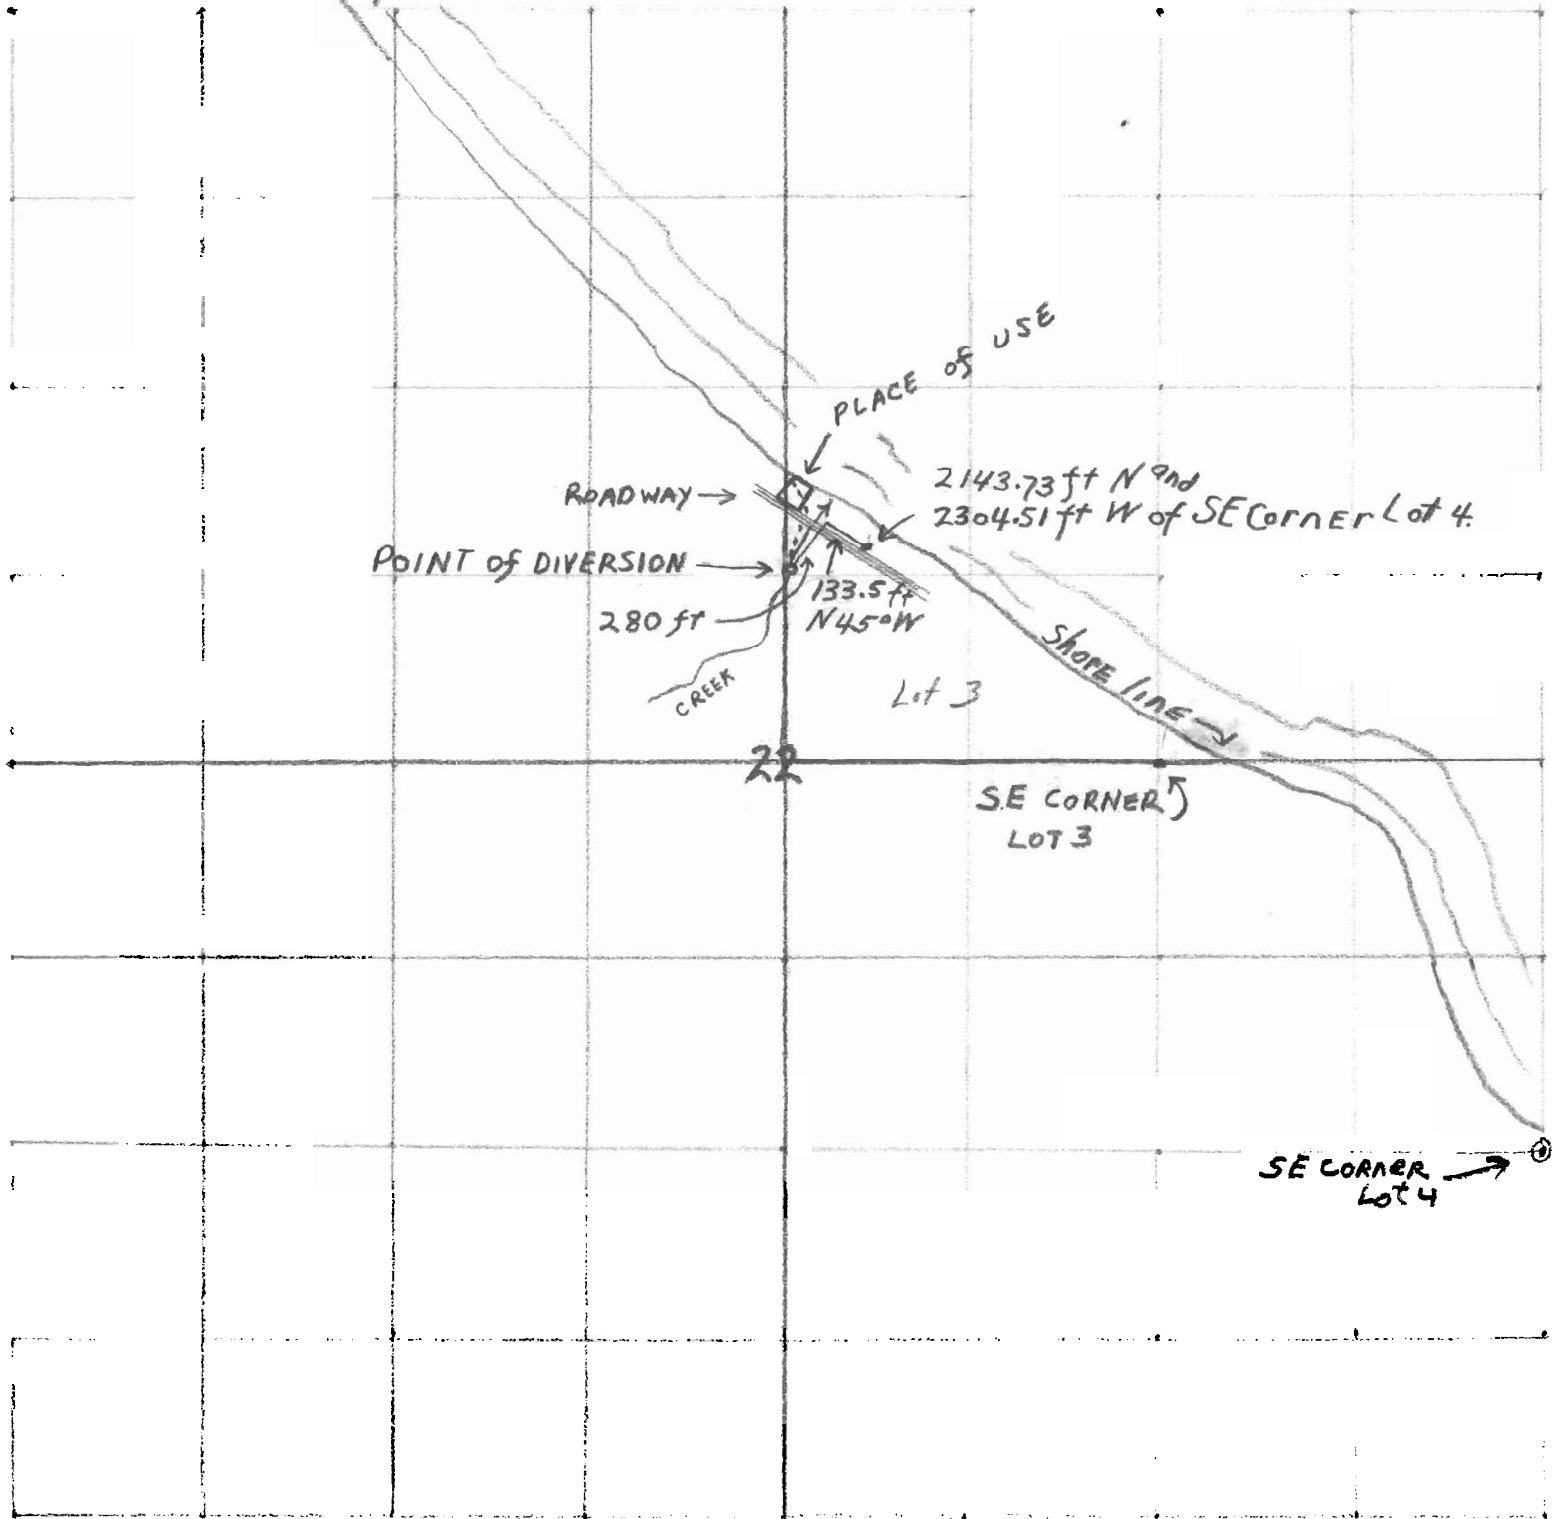 PLACE of USE
ROADWAY
2143.73 ft N and
2304.51 ft W of SE Corner Lot 4.
POINT of DIVERSION
133.5 ft
N 45° W
280 ft
CREEK
Shore line
Lot 3
22
S.E CORNER
LOT 3
SE CORNER
Lot 4